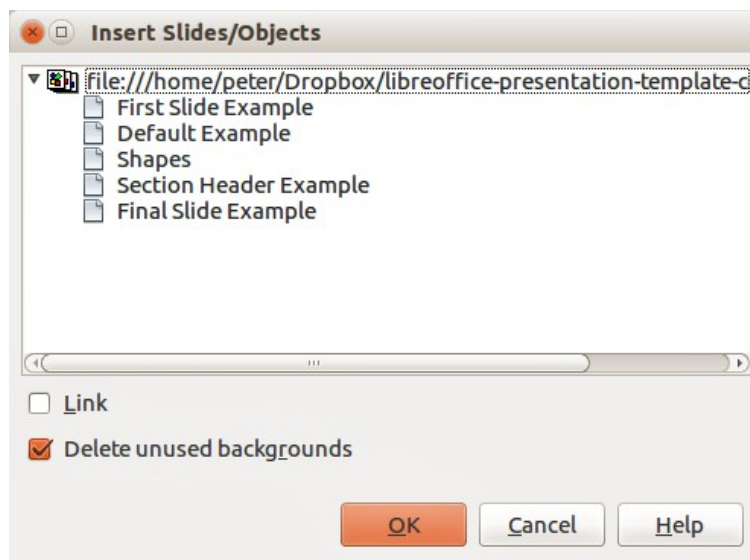 Insert Slides/Objects
file:///home/peter/Dropbox/libreoffice-presentation-template-c
First Slide Example
Default Example
Shapes
Section Header Example
Final Slide Example
Link
Delete unused backgrounds
OK Cancel Help